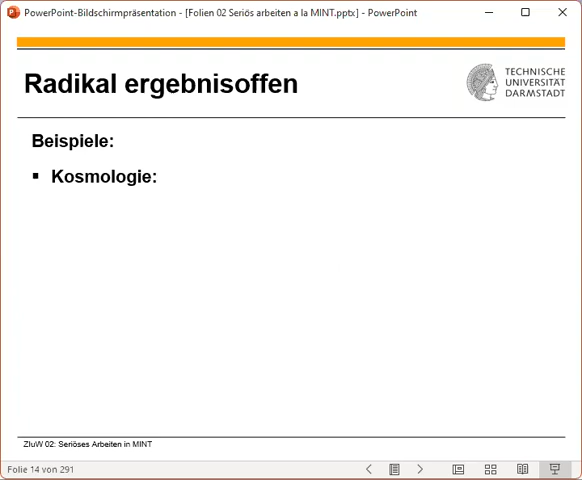 PowerPoint-Bildschirmpräsentation - [Folien 02 Seriös arbeiten a la MINT.pptx] - PowerPoint
Radikal ergebnisoffen
TECHNISCHE
UNIVERSITÄT
DARMSTADT
Beispiele:
▪ Kosmologie:
ZIuW 02: Seriöses Arbeiten in MINT
Folie 14 von 291